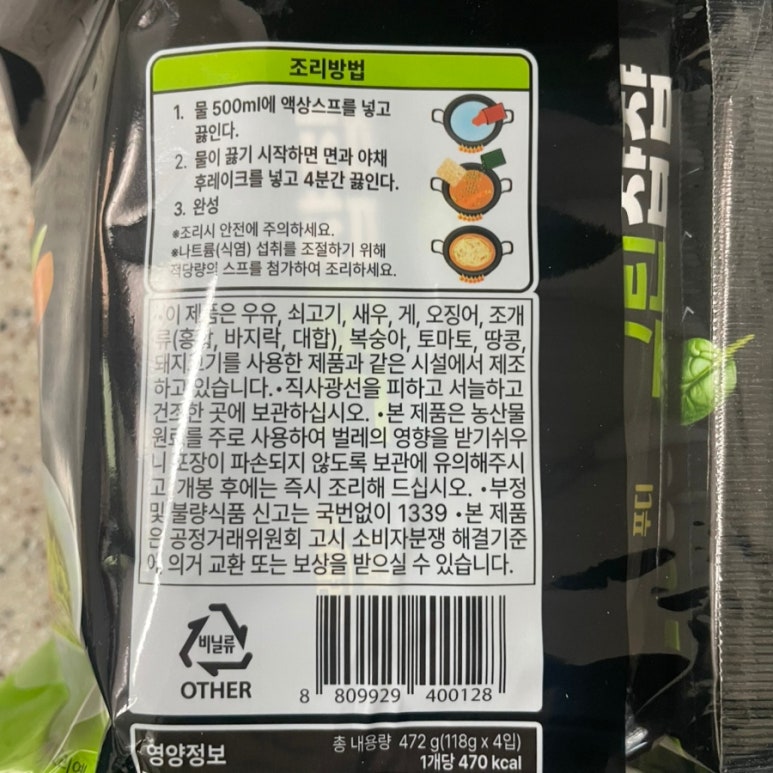 조리방법
1. 물 500ml에 액상스프를 넣고
끓인다.
2. 물이 끓기 시작하면 면과 야채
후레이크를 넣고 4분간 끓인다.
3. 완성
※조리시 안전에 주의하세요.
※나트륨(식염) 섭취를 조절하기 위해
적당량의 스프를 첨가하여 조리하세요.
•이 제품은 우유, 쇠고기, 새우, 게, 오징어, 조개
류(홍합, 바지락, 대합), 복숭아, 토마토, 땅콩,
돼지고기를 사용한 제품과 같은 시설에서 제조
하고 있습니다.•직사광선을 피하고 서늘하고
건조한 곳에 보관하십시오. •본 제품은 농산물
원료를 주로 사용하여 벌레의 영향을 받기쉬우
니 포장이 파손되지 않도록 보관에 유의해주시
고, 개봉 후에는 즉시 조리해 드십시오. •부정
및 불량식품 신고는 국번없이 1399 •본 제품
은 공정거래위원회 고시 소비자분쟁 해결기준
에 의거 교환 또는 보상을 받으실 수 있습니다.
비닐류
OTHER
8 809929 400128
영양정보
총 내용량 472 g(118g x 4입)
1개당 470 kcal
푸디